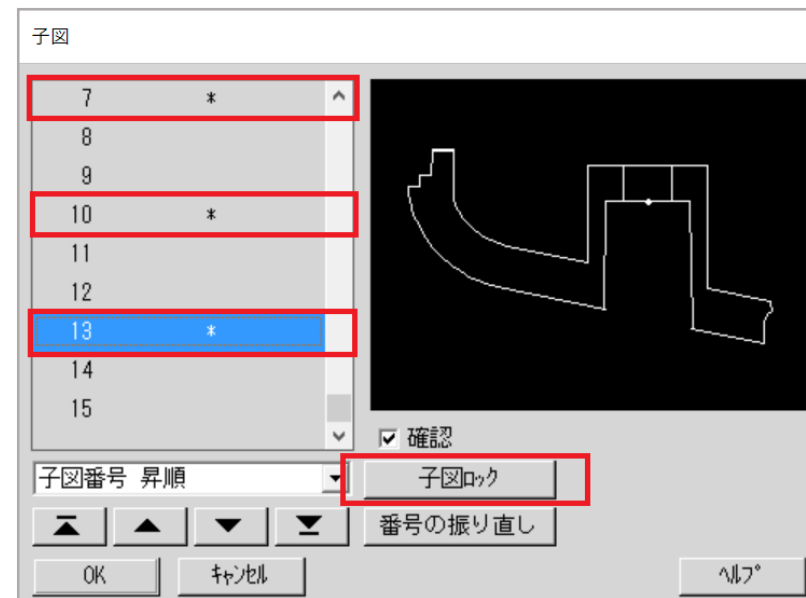 子図
7 *
8
9
10 *
11
12
13 *
14
15
確認
子図番号 昇順
子図ﾛｯｸ
番号の振り直し
OK
ｷｬﾝｾﾙ
ﾍﾙﾌﾟ